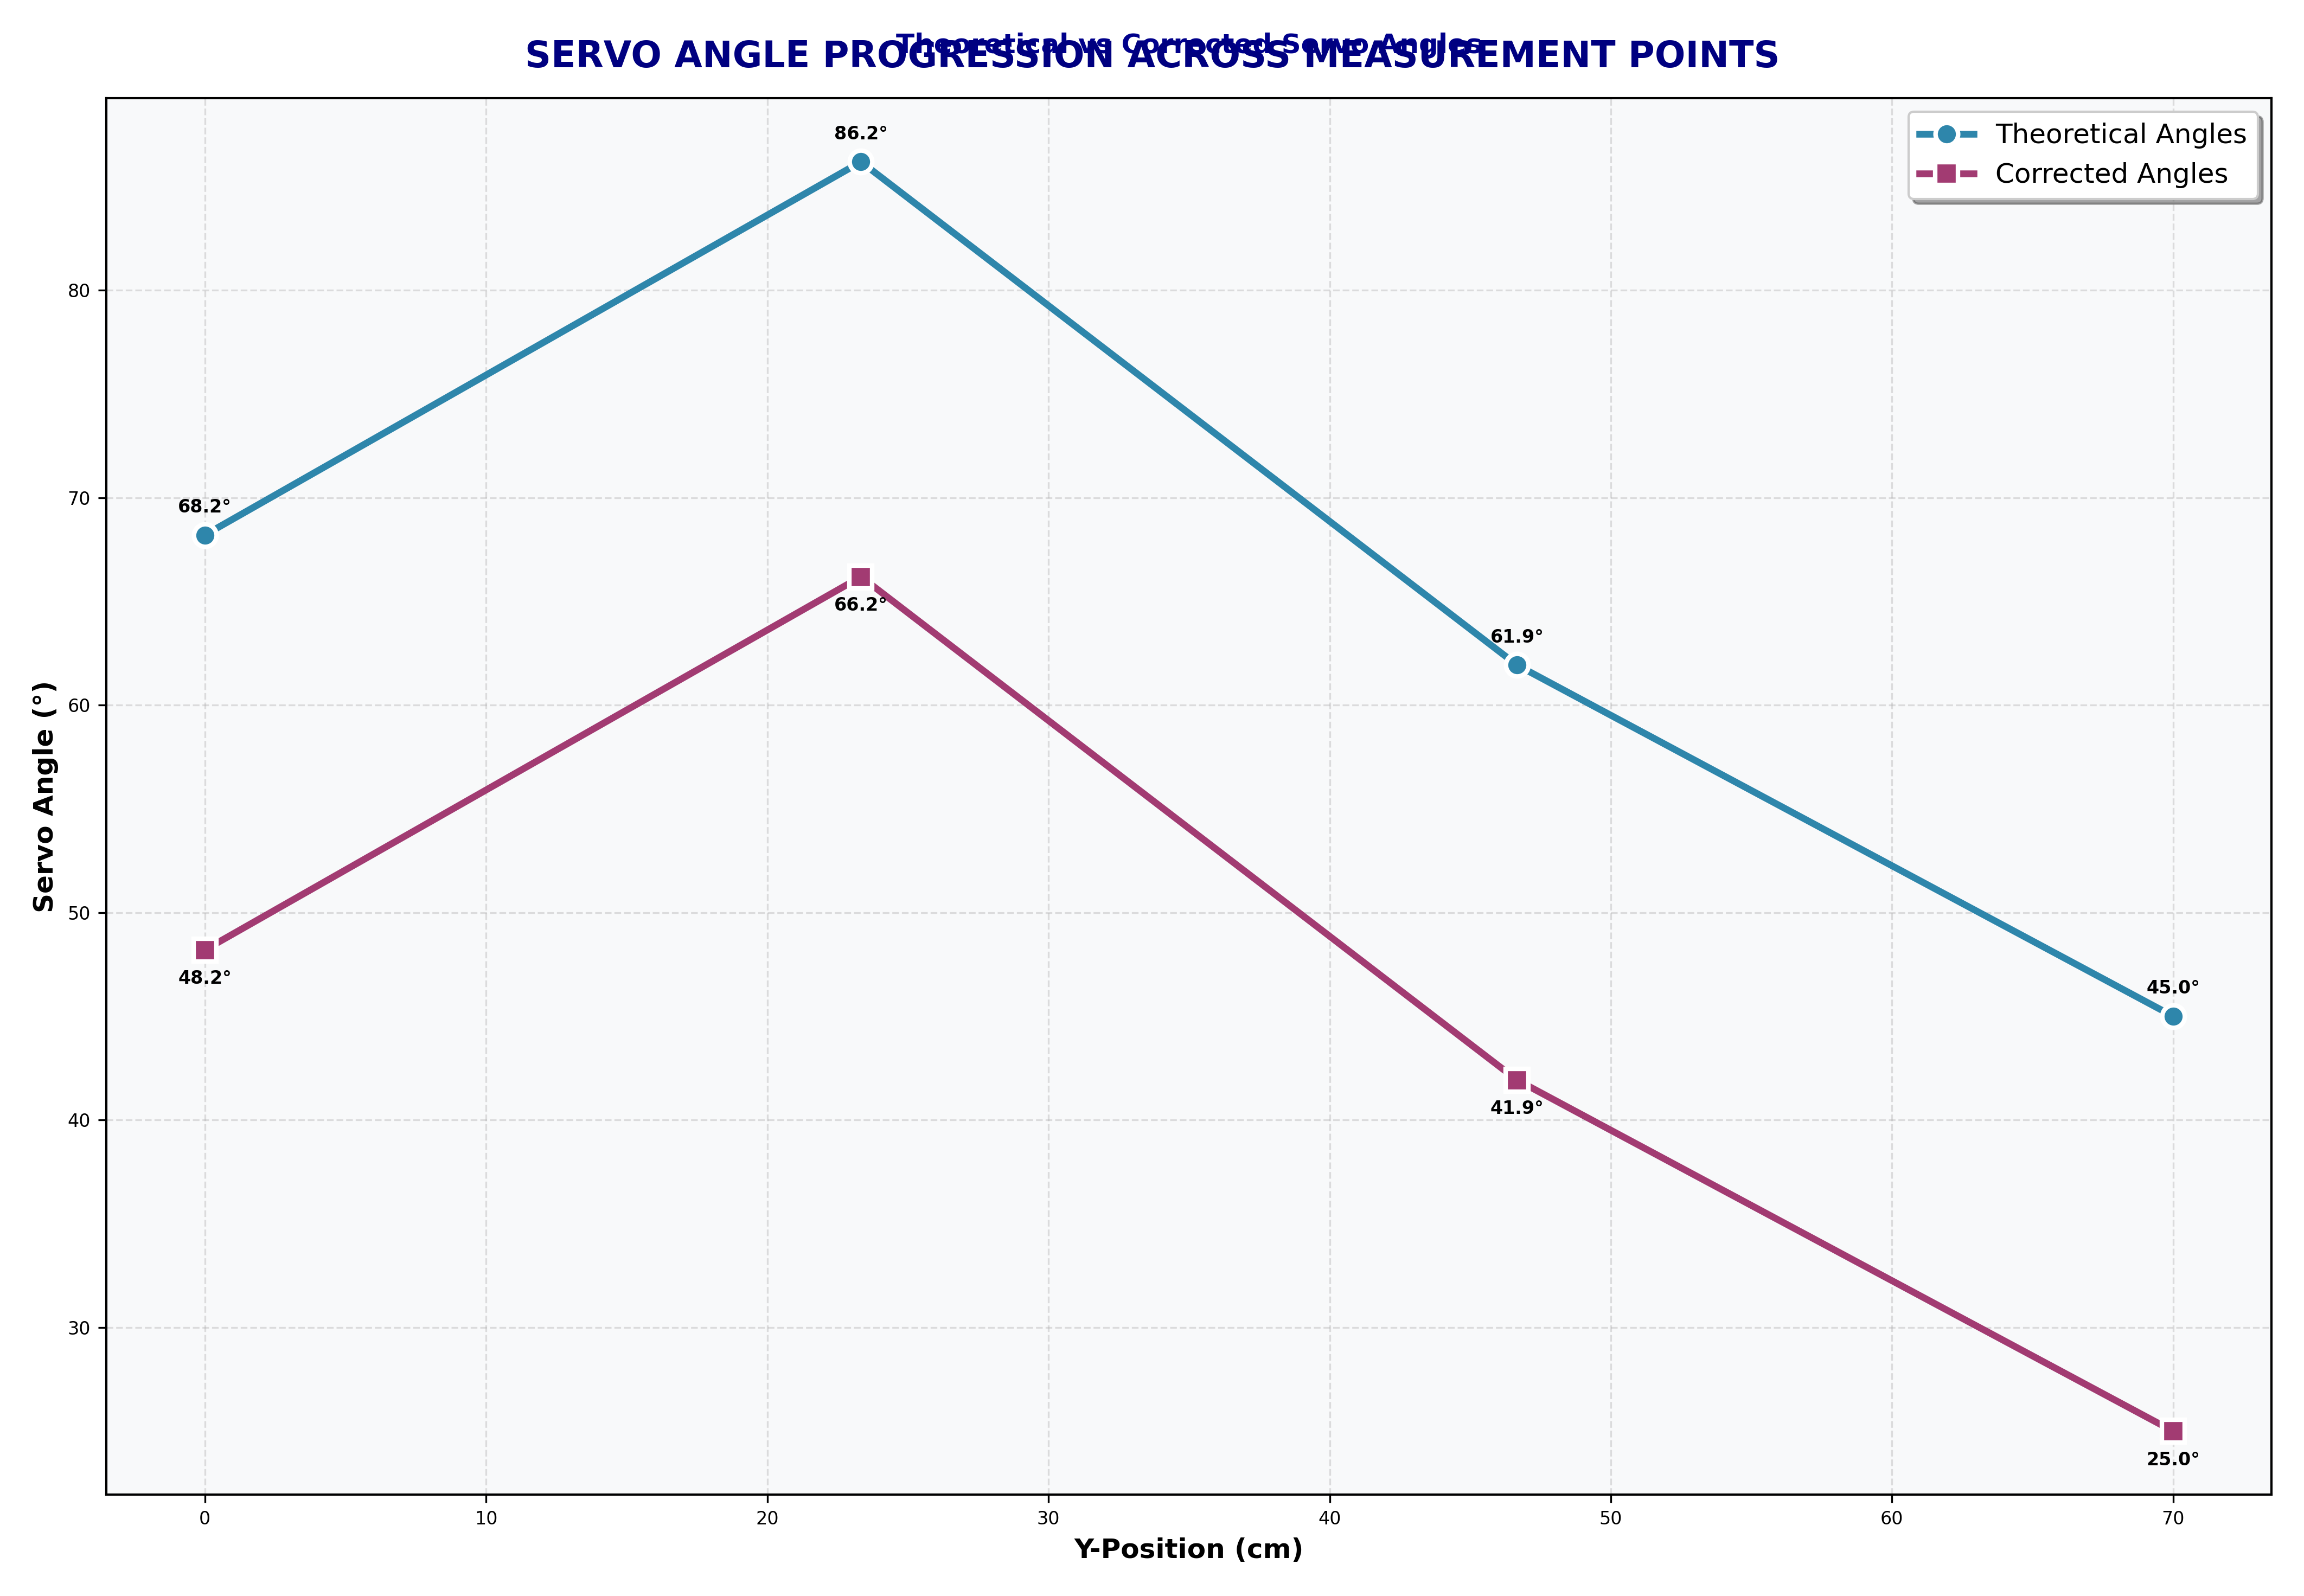 Theoretical vs Corrected Servo Angles
SERVO ANGLE PROGRESSION ACROSS MEASUREMENT POINTS
Theoretical Angles
Corrected Angles
86.2°
68.2°
66.2°
61.9°
48.2°
45.0°
41.9°
25.0°
Servo Angle (°)
80
70
60
50
40
30
0 10 20 30 40 50 60 70
Y-Position (cm)